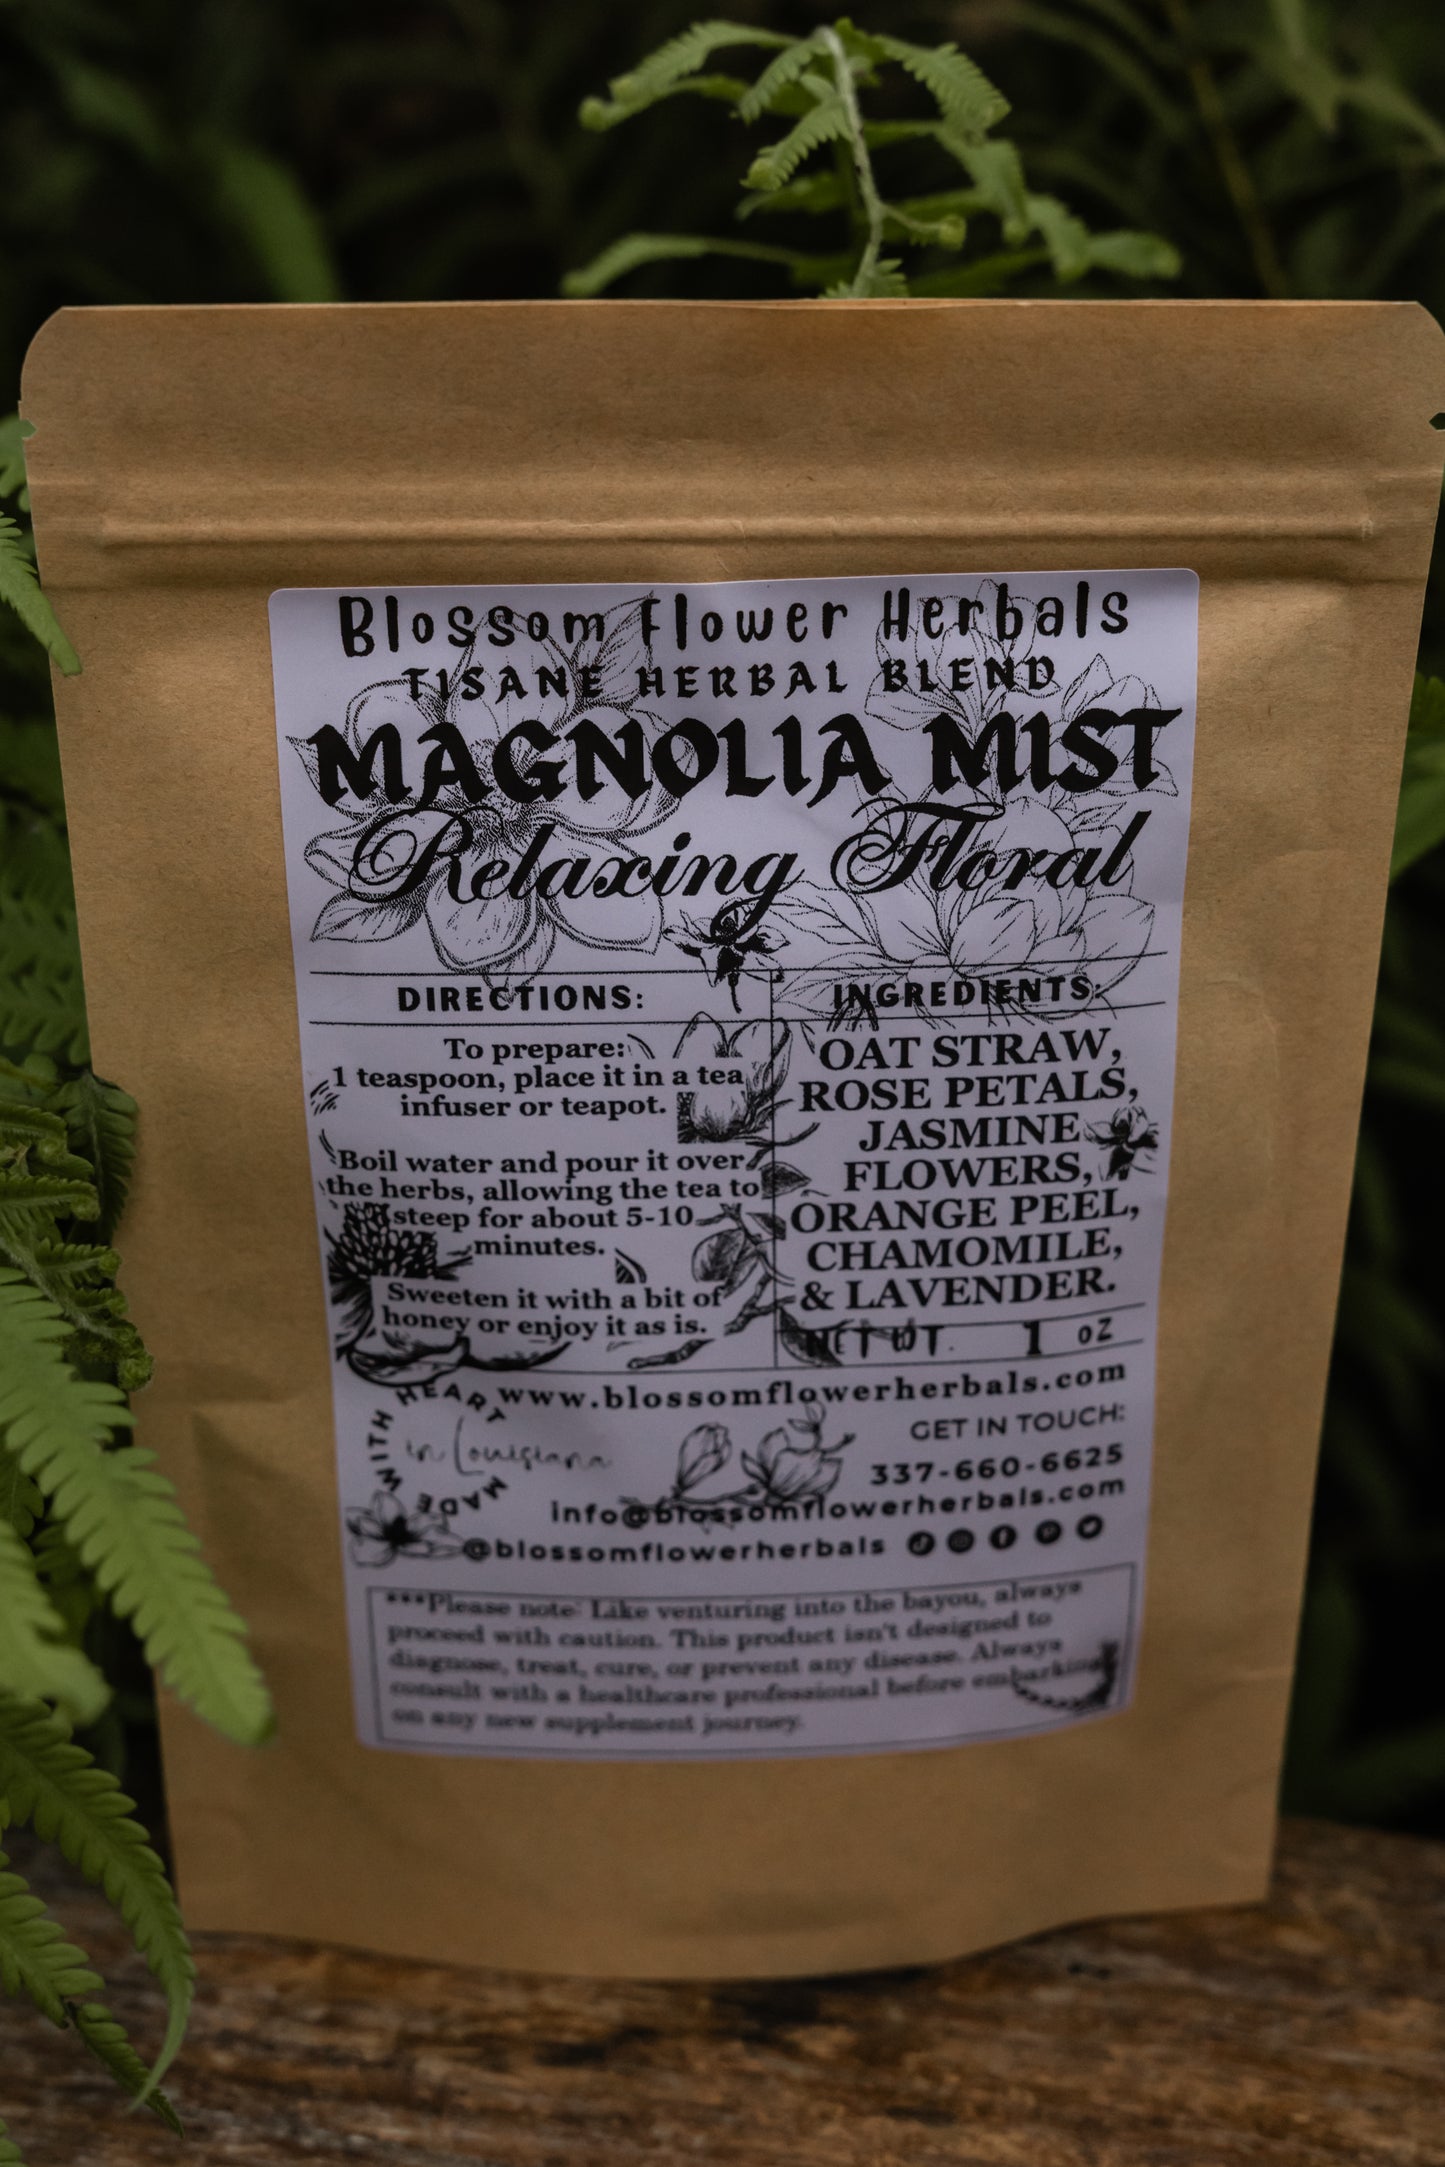 Blossom Flower Herbals
TISANE HERBAL BLEND
MAGNOLIA MIST
Relaxing Floral
DIRECTIONS:
To prepare:
1 teaspoon, place it in a tea
infuser or teapot.
Boil water and pour it over
the herbs, allowing the tea to
steep for about 5-10
minutes.
Sweeten it with a bit of
honey or enjoy it as is.
INGREDIENTS:
OAT STRAW,
ROSE PETALS,
JASMINE
FLOWERS,
ORANGE PEEL,
CHAMOMILE,
& LAVENDER.
NET WT. 1 oz
www.blossomflowerherbals.com
MADE WITH HEART
in Louisiana
GET IN TOUCH:
337-660-6625
info@blossomflowerherbals.com
@blossomflowerherbals
***Please note: Like venturing into the bayou, always
proceed with caution. This product isn't designed to
diagnose, treat, cure, or prevent any disease. Always
consult with a healthcare professional before embarking
on any new supplement journey.